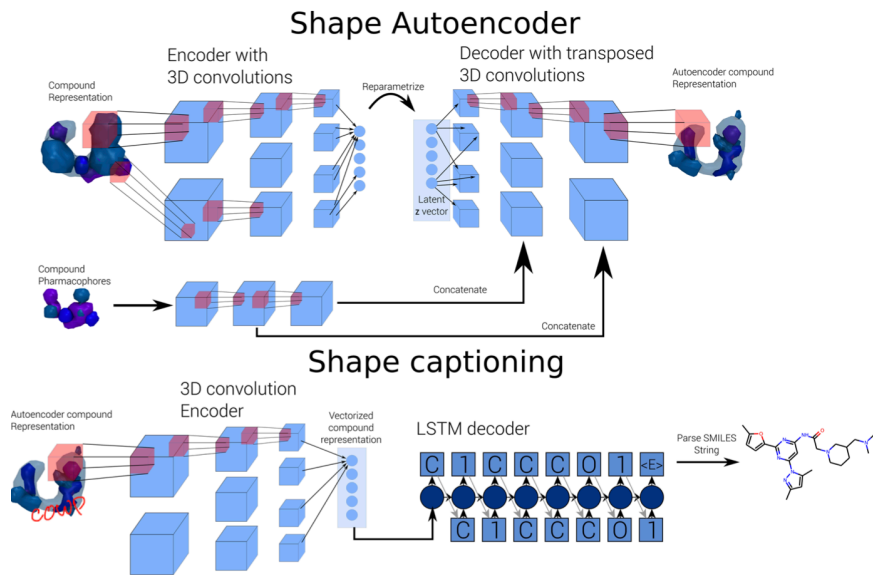 Shape Autoencoder
Encoder with
3D convolutions
Decoder with transposed
3D convolutions
Compound
Representation
Reparametrize
Autoencoder compound
Representation
Latent
z vector
Compound
Pharmacophores
Concatenate
Concatenate
Shape captioning
3D convolution
Encoder
Autoencoder compound
Representation
Vectorized
compound
representation
LSTM decoder
C 1 C C C O 1 <E>
C 1 C C C O 1
Parse SMILES
String
O
N
NH
O
N
N
N
N
N